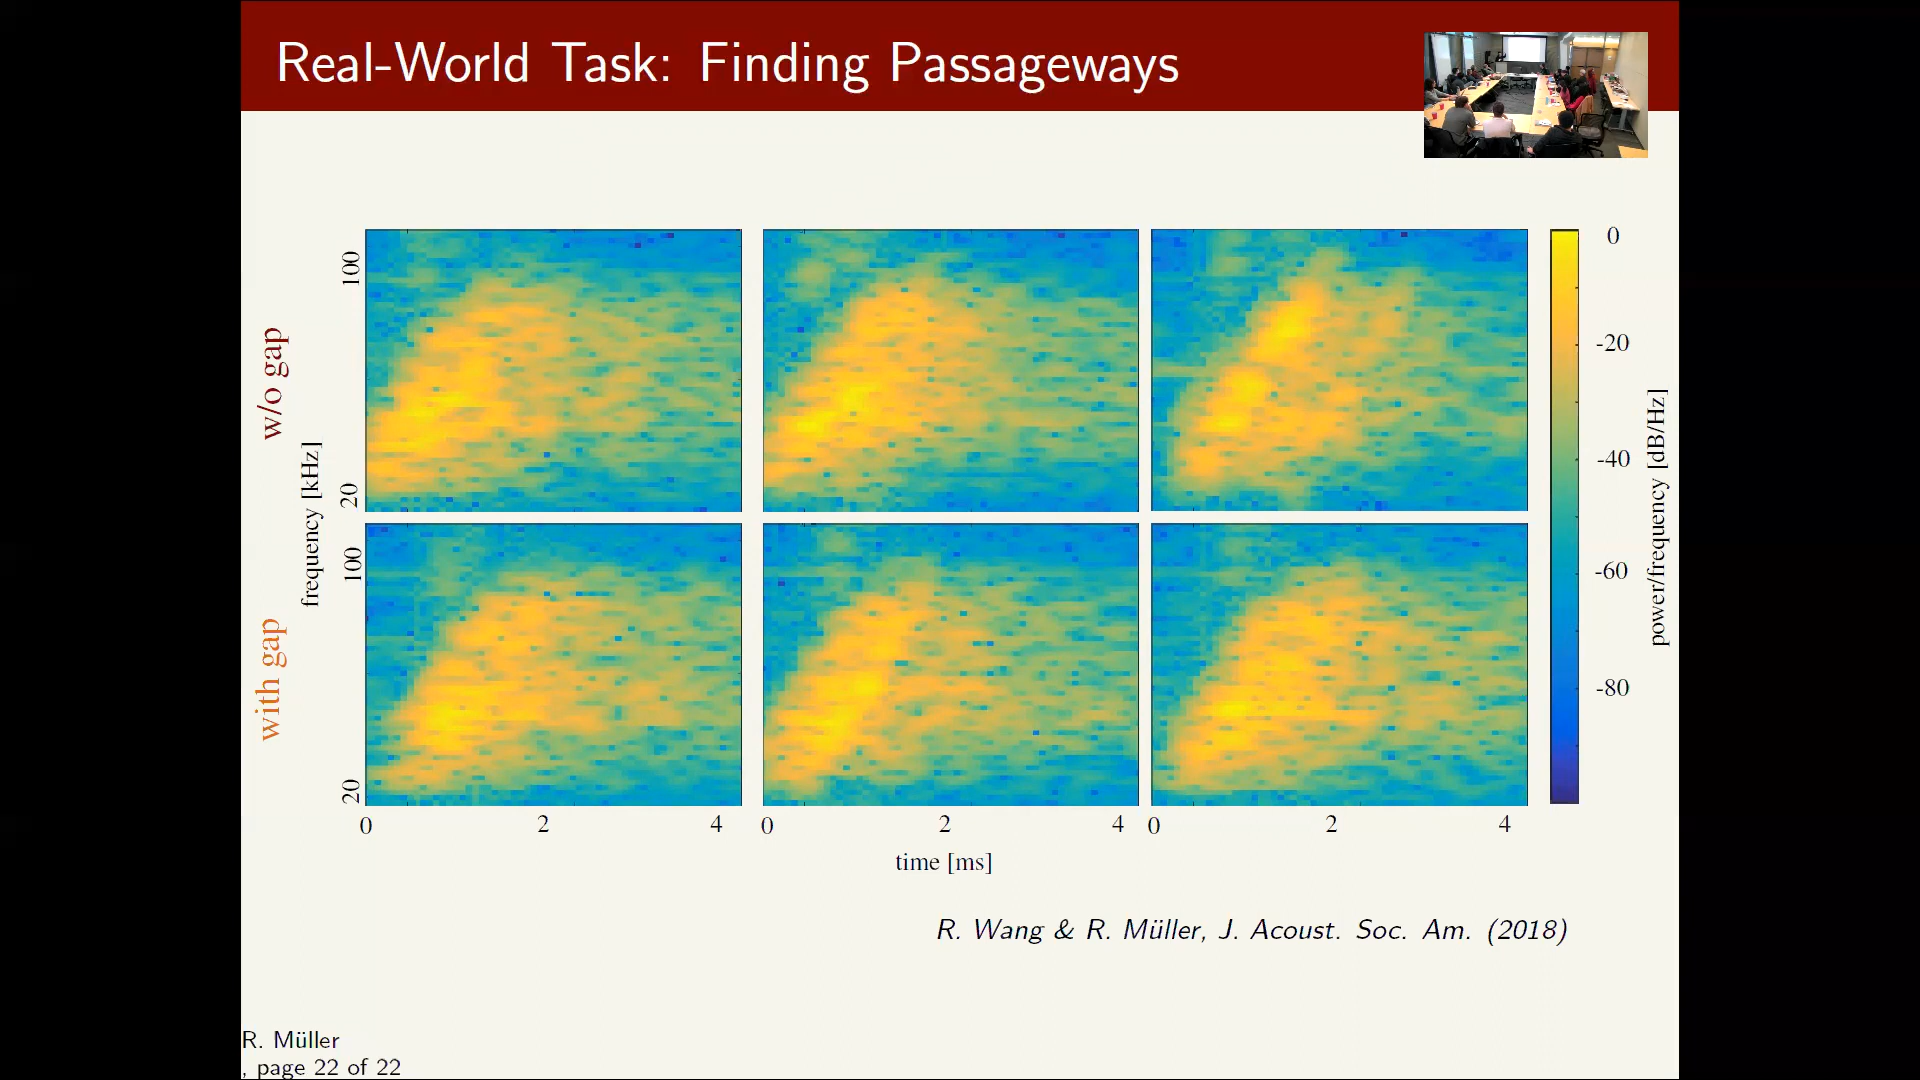 Real-World Task: Finding Passageways
w/o gap
with gap
frequency [kHz]
100
20
100
20
0
2
4
0
2
4
0
2
4
time [ms]
0
-20
-40
-60
-80
power/frequency [dB/Hz]
R. Wang & R. Müller, J. Acoust. Soc. Am. (2018)
R. Müller
, page 22 of 22